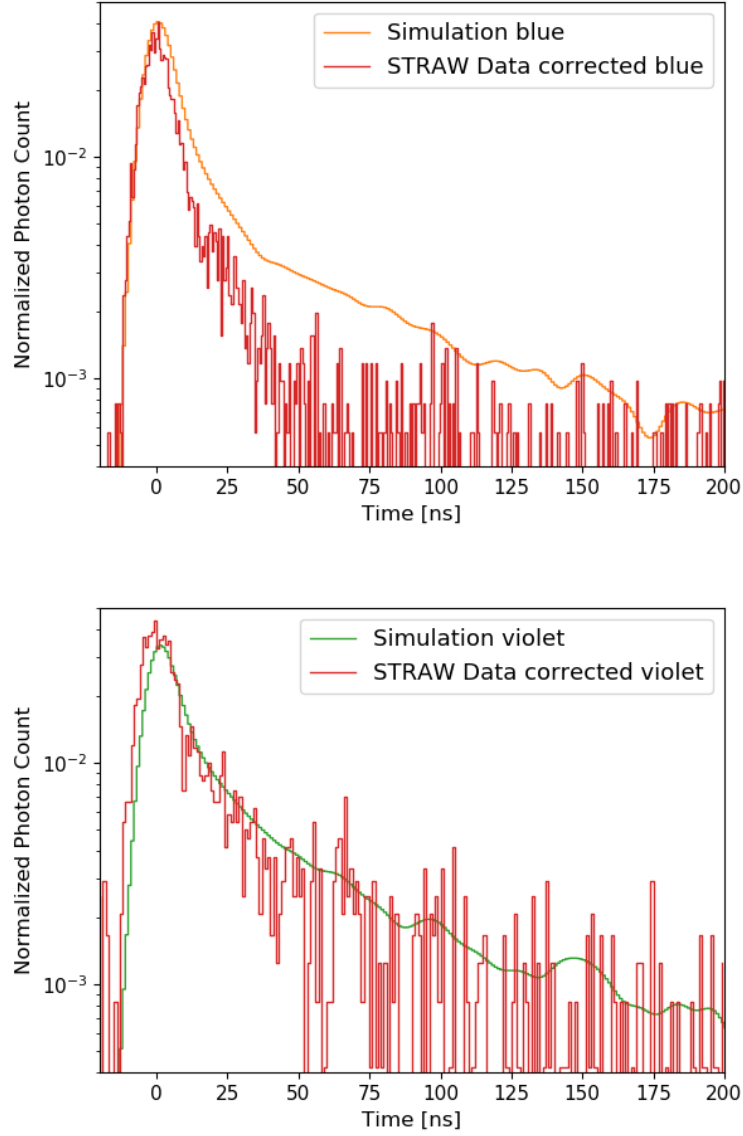 Simulation blue
STRAW Data corrected blue
Normalized Photon Count
10⁻²
10⁻³
0 25 50 75 100 125 150 175 200
Time [ns]
Simulation violet
STRAW Data corrected violet
Normalized Photon Count
10⁻²
10⁻³
0 25 50 75 100 125 150 175 200
Time [ns]